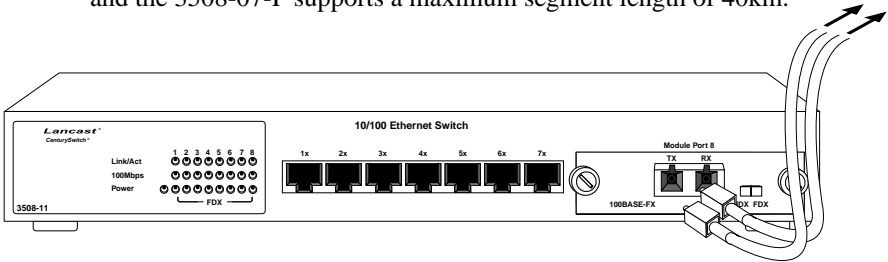 and the 3508-07-F supports a maximum segment length of 40km.
Lancast
CenturySwitch
10/100 Ethernet Switch
1 2 3 4 5 6 7 8
Link/Act
100Mbps
Power
FDX
3508-11
1x 2x 3x 4x 5x 6x 7x
Module Port 8
TX RX
100BASE-FX
FDX